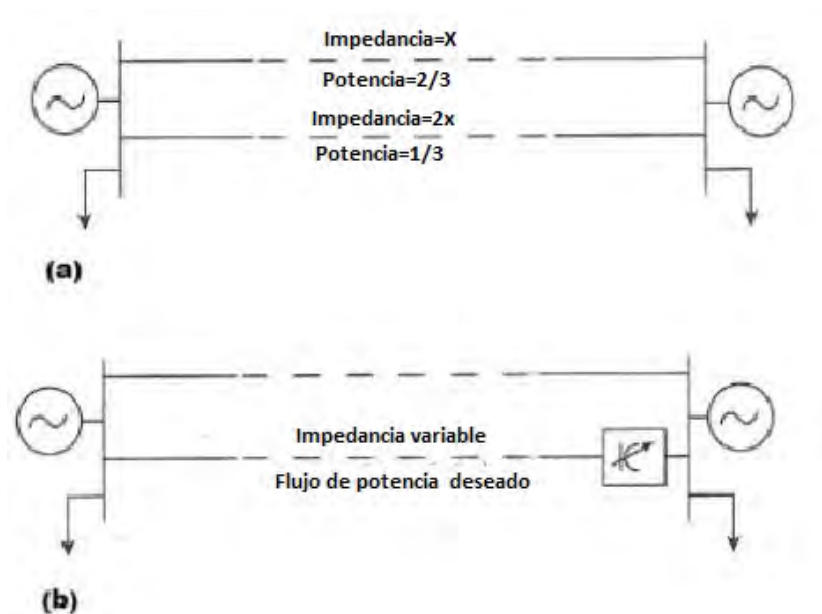 Impedancia=X
Potencia=2/3
Impedancia=2x
Potencia=1/3
(a)
Impedancia variable
Flujo de potencia deseado
(b)